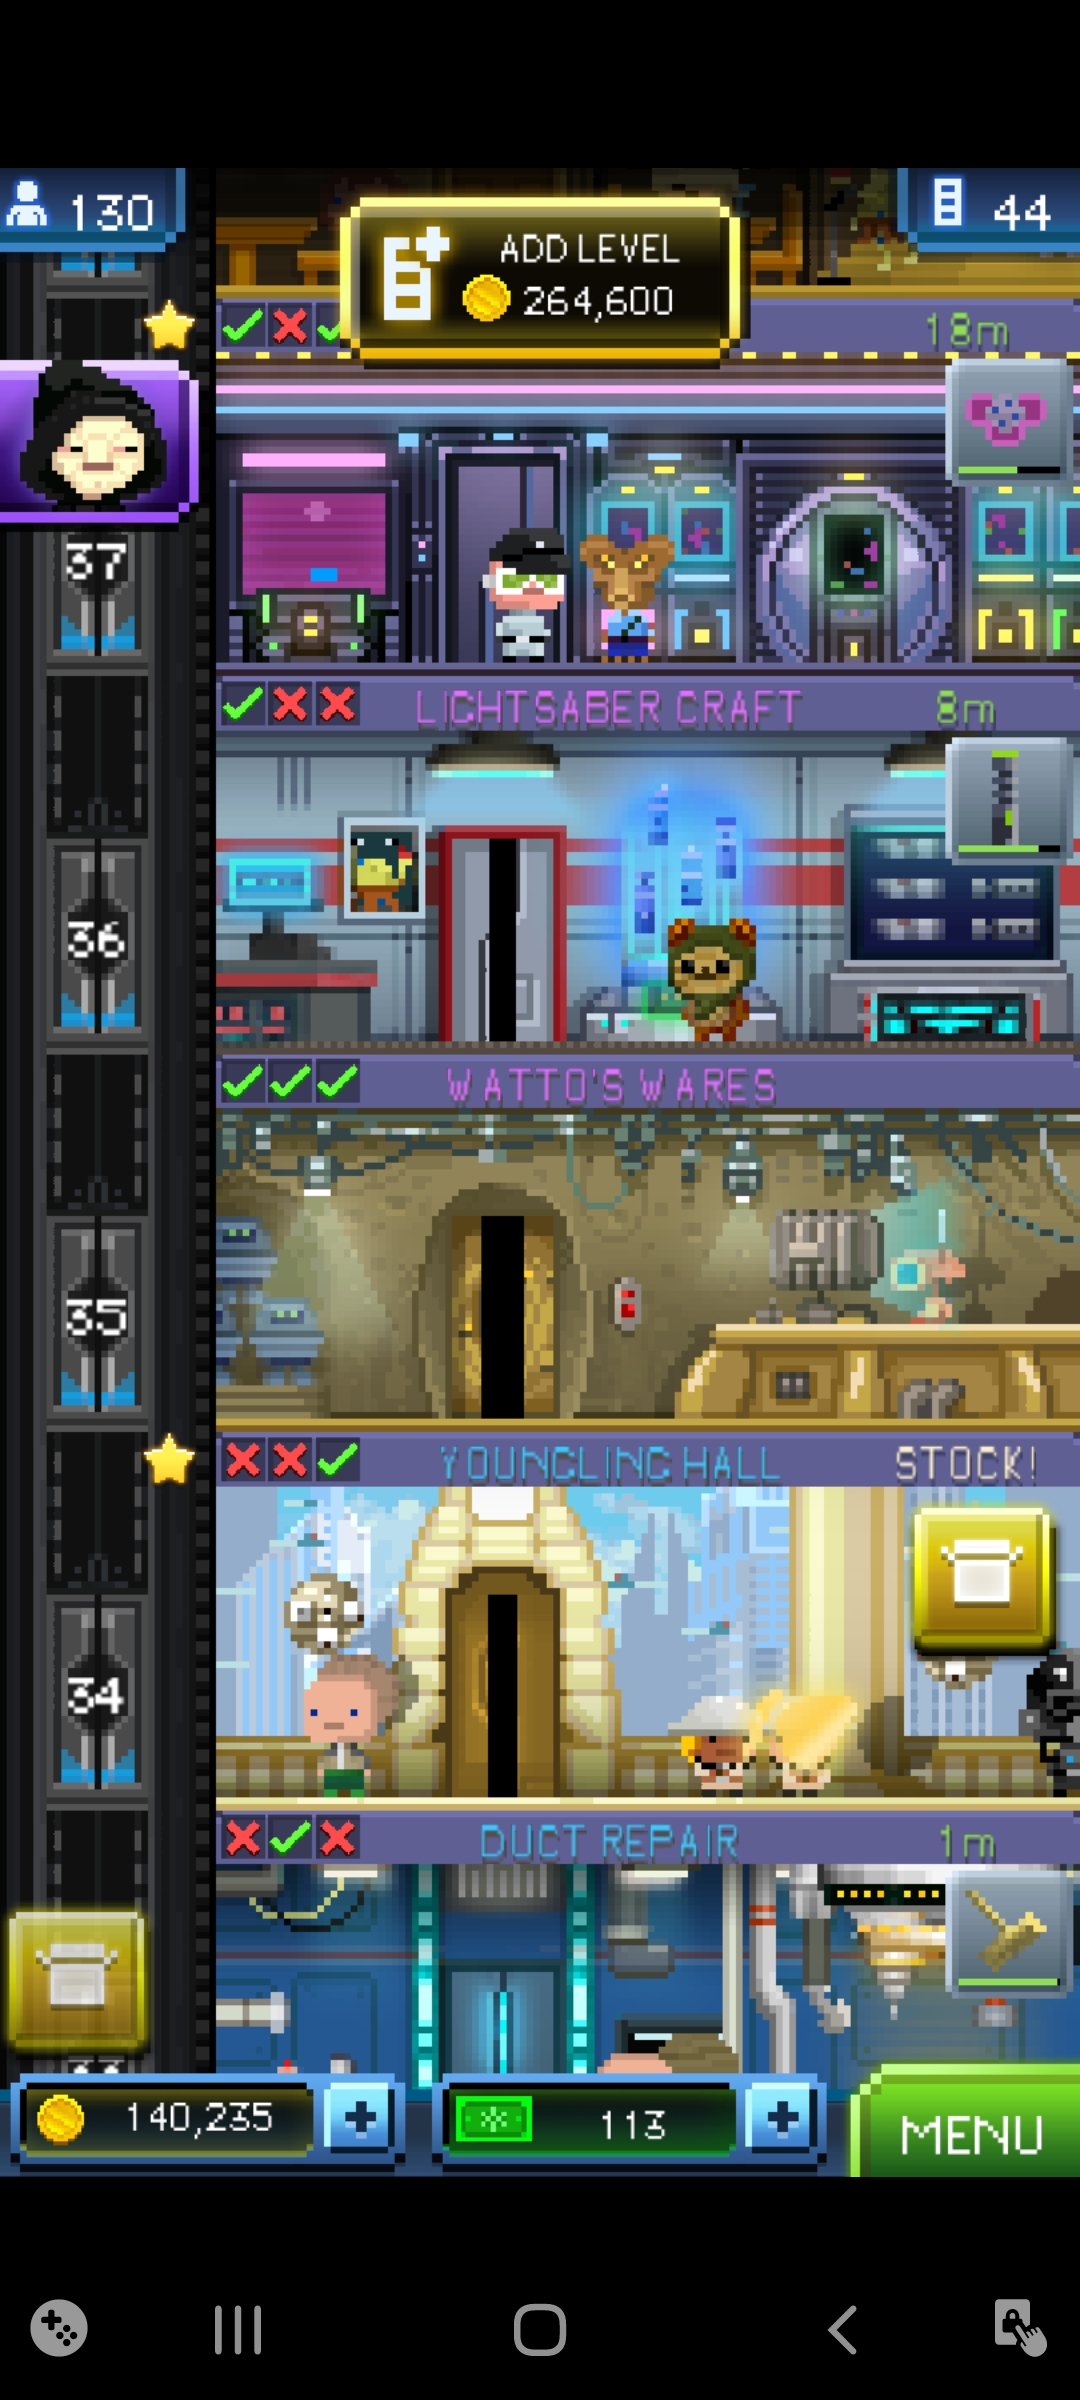 130
ADD LEVEL
264,600
44
18m
37
LIGHTSABER CRAFT
8m
36
WATTO'S WARES
35
YOUNGLING HALL
STOCK!
34
DUCT REPAIR
1m
140,235
113
MENU